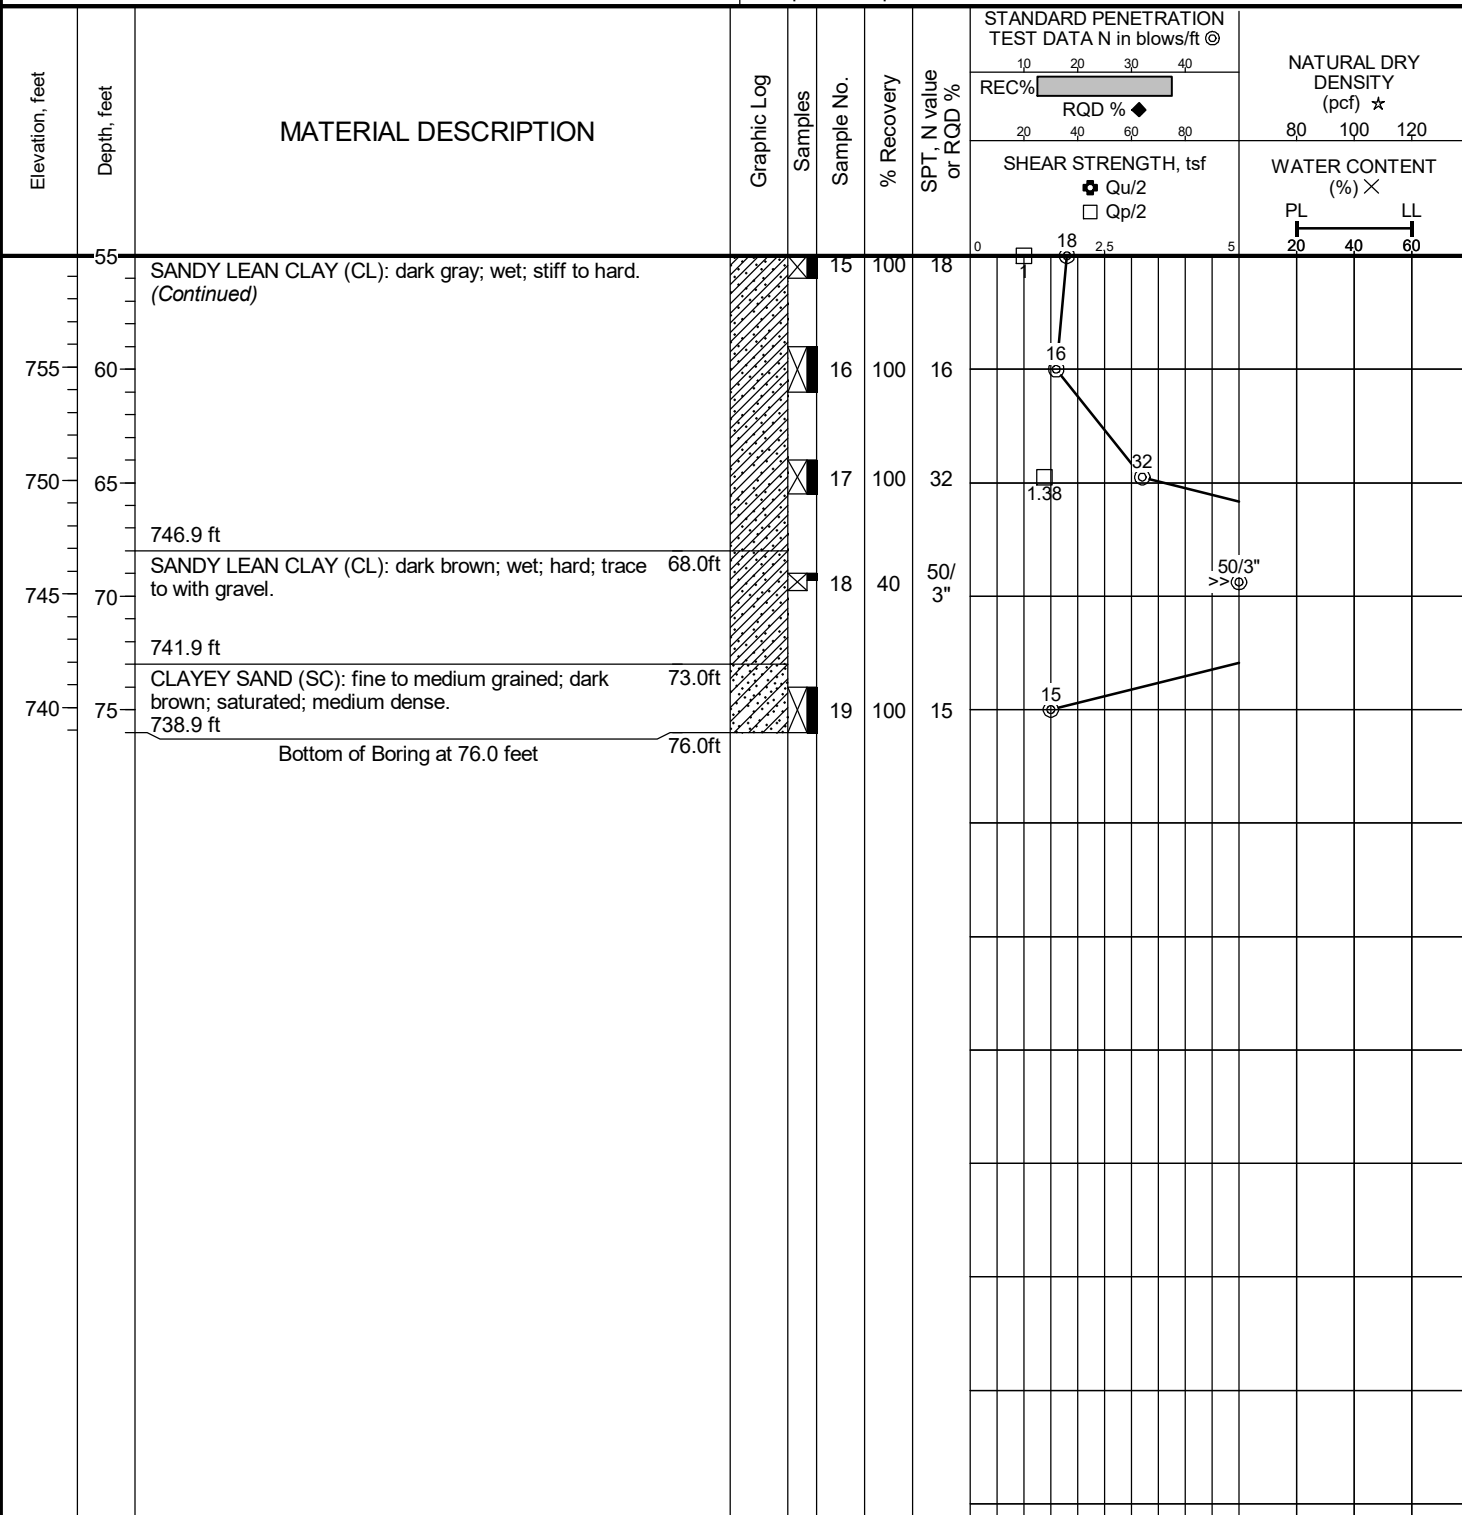 STANDARD PENETRATION
TEST DATA N in blows/ft
10 20 30 40
REC%
RQD %
20 40 60 80
SHEAR STRENGTH, tsf
Qu/2
Qp/2
0 2.5 5
NATURAL DRY
DENSITY
(pcf)
80 100 120
WATER CONTENT
(%)
PL LL
20 40 60
Elevation, feet
Depth, feet
MATERIAL DESCRIPTION
Graphic Log
Samples
Sample No.
% Recovery
SPT, N value
or RQD %
55
SANDY LEAN CLAY (CL): dark gray; wet; stiff to hard.
(Continued)
15 100 18
1
18
755 60
16 100 16
16
750 65
17 100 32
1.38
32
746.9 ft
68.0ft
SANDY LEAN CLAY (CL): dark brown; wet; hard; trace
to with gravel.
745 70
18 40 50/
3"
50/3"
>>
741.9 ft
73.0ft
CLAYEY SAND (SC): fine to medium grained; dark
brown; saturated; medium dense.
740 75
19 100 15
15
738.9 ft
76.0ft
Bottom of Boring at 76.0 feet